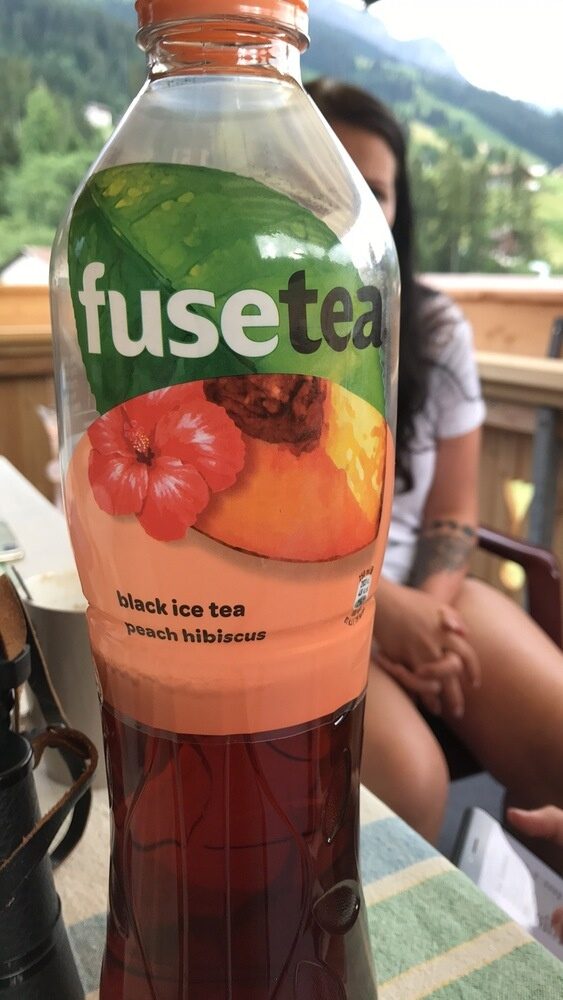 fusetea
black ice tea
peach hibiscus